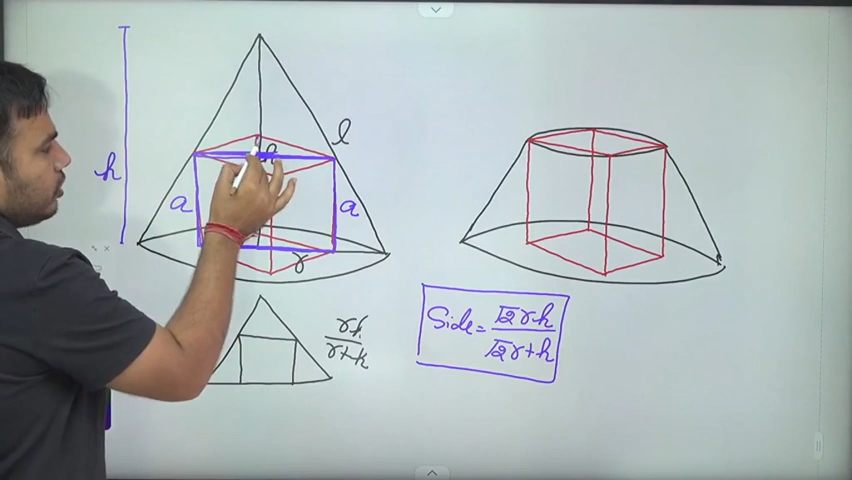 h
l
h
a
a
r
rh
r+h
Side = √2rh
√2r+h